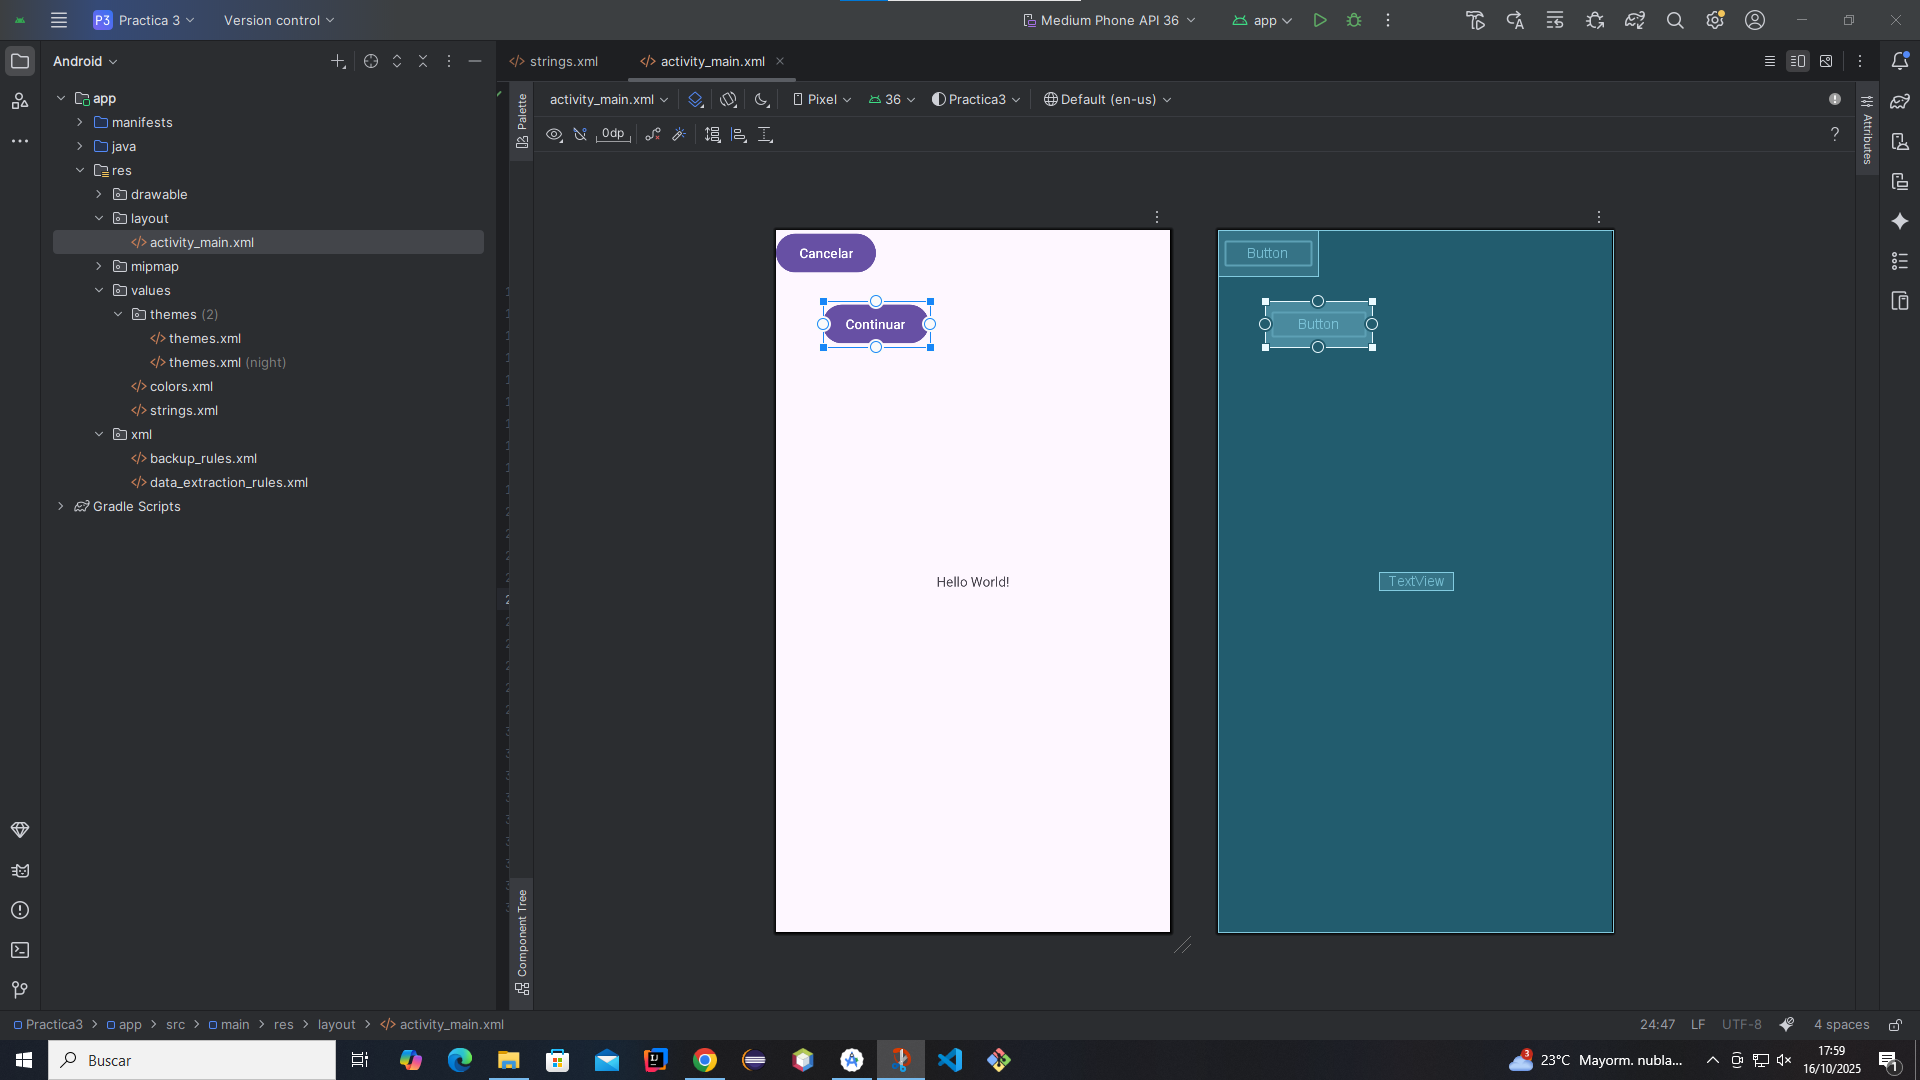 P3 Practica 3 Version control Medium Phone API 36 app
Android
strings.xml activity_main.xml
activity_main.xml Pixel 36 Practica3 Default (en-us)
0dp ?
Palette
Attributes
app
manifests
java
res
drawable
layout
activity_main.xml
mipmap
values
themes (2)
themes.xml
themes.xml (night)
colors.xml
strings.xml
xml
backup_rules.xml
data_extraction_rules.xml
Gradle Scripts
Cancelar
Continuar
Hello World!
Button
Button
TextView
Component Tree
Practica3 app src main res layout activity_main.xml
24:47 LF UTF-8 4 spaces
Buscar
3 23°C Mayorm. nubla...
17:59
16/10/2025
1